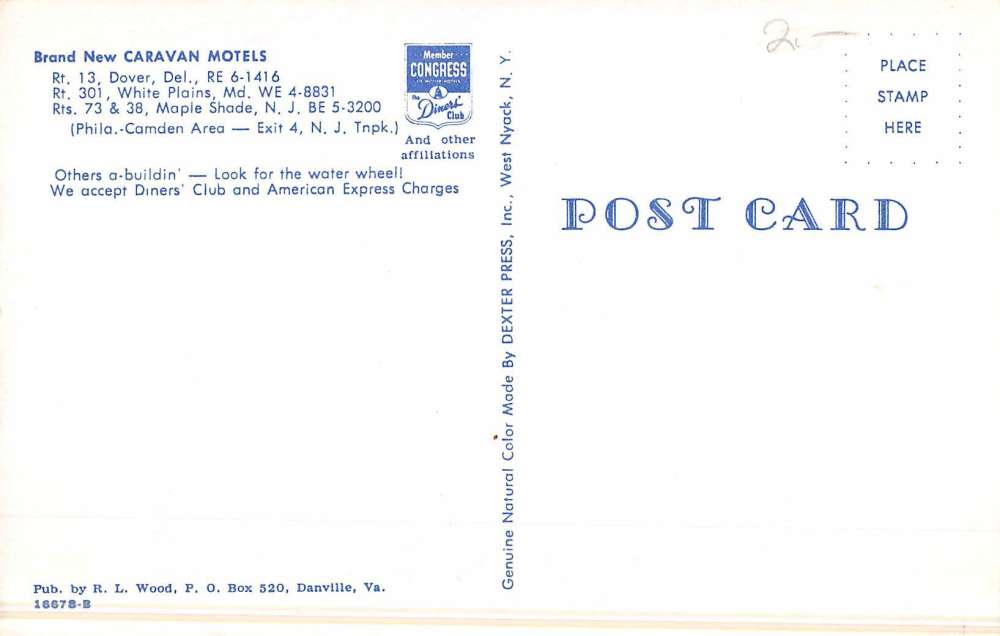 Brand New CARAVAN MOTELS
Rt. 13, Dover, Del., RE 6-1416
Rt. 301, White Plains, Md. WE 4-8831
Rts. 73 & 38, Maple Shade, N. J. BE 5-3200
(Phila.-Camden Area — Exit 4, N. J. Tnpk.)
Others a-buildin' — Look for the water wheel!
We accept Diners' Club and American Express Charges
Member
CONGRESS
The
Diners'
Club
And other
affiliations
Pub. by R. L. Wood, P. O. Box 520, Danville, Va.
16678-B
Genuine Natural Color Made By DEXTER PRESS, Inc., West Nyack, N. Y.
2.—
PLACE
STAMP
HERE
POST CARD